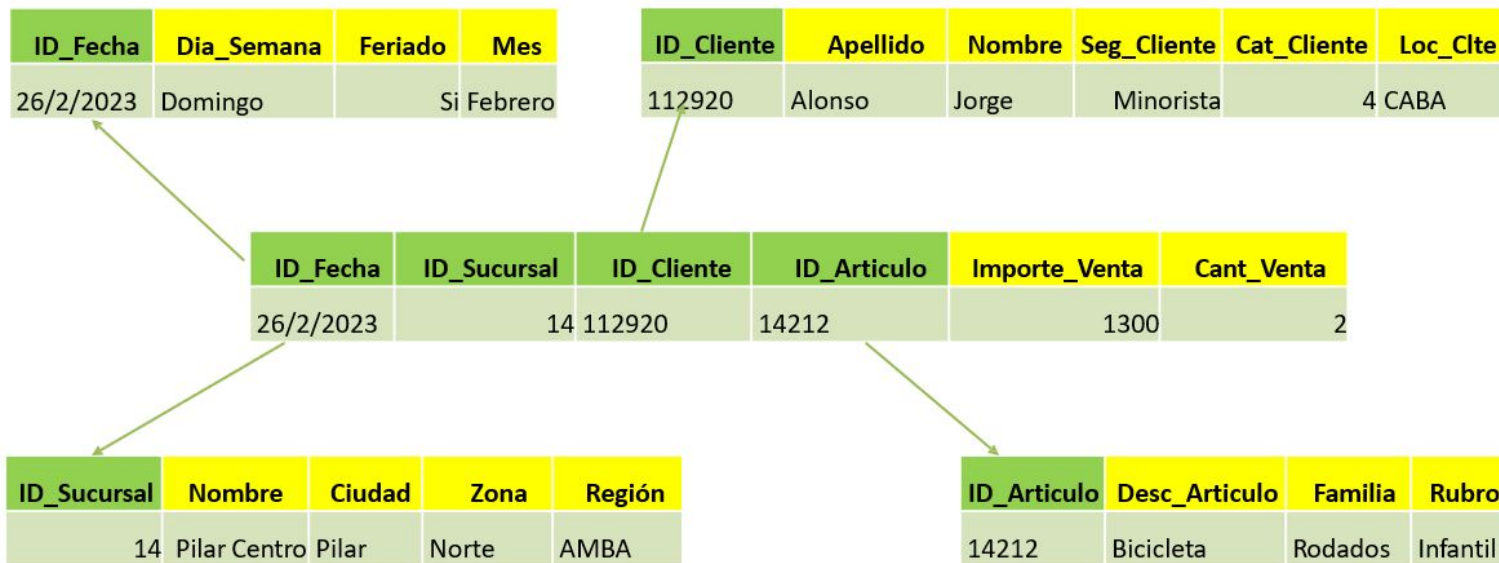 ID_Fecha Dia_Semana Feriado Mes
26/2/2023 Domingo Si Febrero
ID_Cliente Apellido Nombre Seg_Cliente Cat_Cliente Loc_Clte
112920 Alonso Jorge Minorista 4 CABA
ID_Fecha ID_Sucursal ID_Cliente ID_Articulo Importe_Venta Cant_Venta
26/2/2023 14 112920 14212 1300 2
ID_Sucursal Nombre Ciudad Zona Región
14 Pilar Centro Pilar Norte AMBA
ID_Articulo Desc_Articulo Familia Rubro
14212 Bicicleta Rodados Infantil